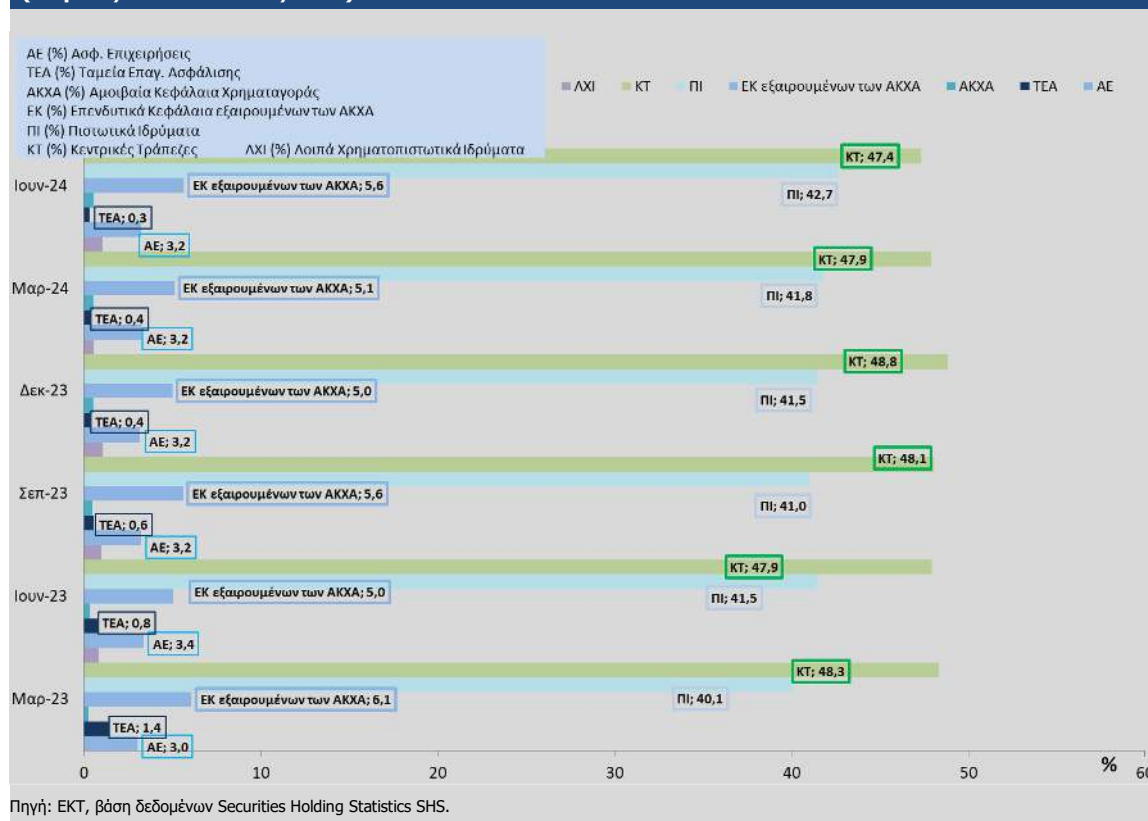 ΑΕ (%) Ασφ. Επιχειρήσεις
ΤΕΑ (%) Ταμεία Επαγ. Ασφάλισης
ΑΚΧΑ (%) Αμοιβαία Κεφάλαια Χρηματαγοράς
ΕΚ (%) Επενδυτικά Κεφάλαια εξαιρουμένων των ΑΚΧΑ
ΠΙ (%) Πιστωτικά Ιδρύματα
ΚΤ (%) Κεντρικές Τράπεζες ΛΧΙ (%) Λοιπά Χρηματοπιστωτικά Ιδρύματα
ΛΧΙ ΚΤ ΠΙ ΕΚ εξαιρουμένων των ΑΚΧΑ ΑΚΧΑ ΤΕΑ ΑΕ
ΚΤ; 47,4
Ιουν-24
ΕΚ εξαιρουμένων των ΑΚΧΑ; 5,6
ΠΙ; 42,7
ΤΕΑ; 0,3
ΑΕ; 3,2
ΚΤ; 47,9
Μαρ-24
ΕΚ εξαιρουμένων των ΑΚΧΑ; 5,1
ΠΙ; 41,8
ΤΕΑ; 0,4
ΑΕ; 3,2
ΚΤ; 48,8
Δεκ-23
ΕΚ εξαιρουμένων των ΑΚΧΑ; 5,0
ΠΙ; 41,5
ΤΕΑ; 0,4
ΑΕ; 3,2
ΚΤ; 48,1
Σεπ-23
ΕΚ εξαιρουμένων των ΑΚΧΑ; 5,6
ΠΙ; 41,0
ΤΕΑ; 0,6
ΑΕ; 3,2
ΚΤ; 47,9
Ιουν-23
ΕΚ εξαιρουμένων των ΑΚΧΑ; 5,0
ΠΙ; 41,5
ΤΕΑ; 0,8
ΑΕ; 3,4
ΚΤ; 48,3
Μαρ-23
ΕΚ εξαιρουμένων των ΑΚΧΑ; 6,1
ΠΙ; 40,1
ΤΕΑ; 1,4
ΑΕ; 3,0
0 10 20 30 40 50 % 60
Πηγή: ΕΚΤ, βάση δεδομένων Securities Holding Statistics SHS.